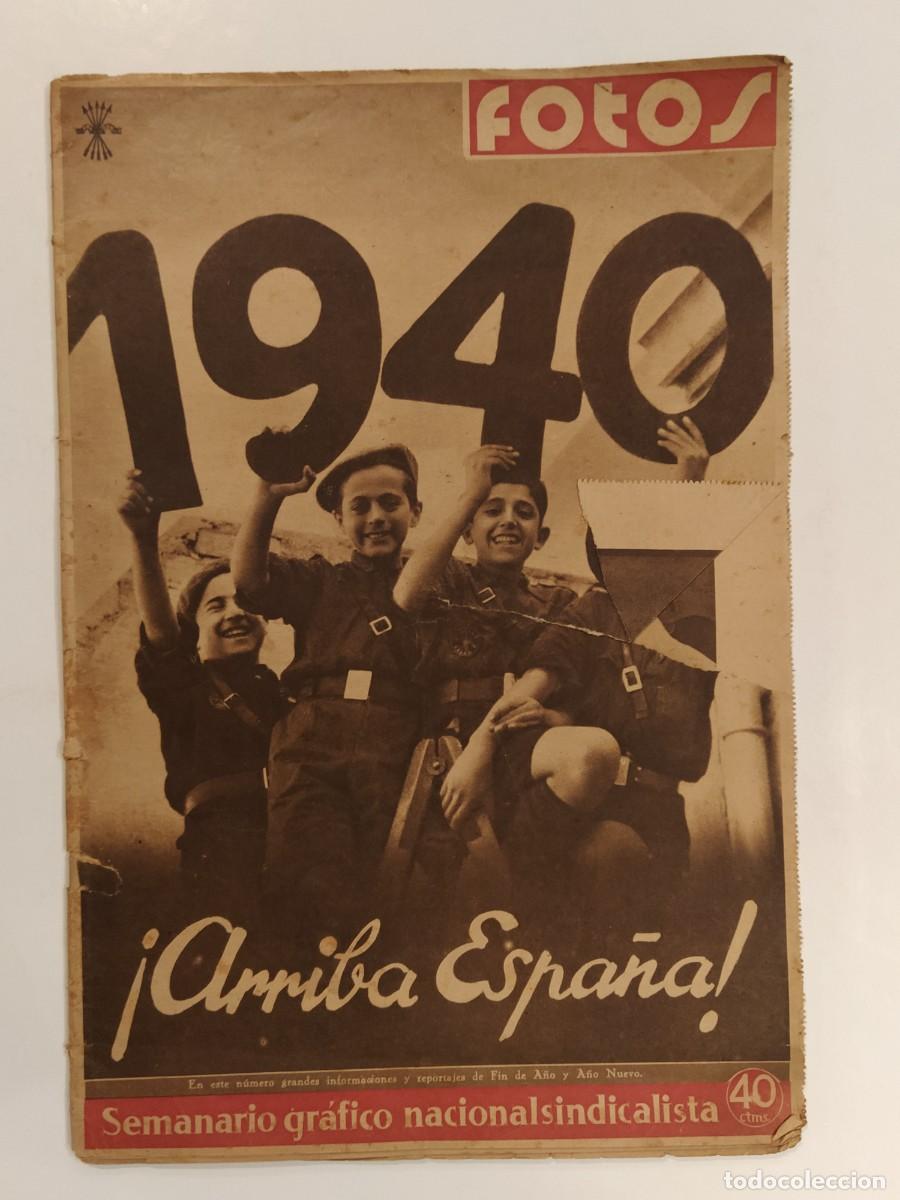 fotos
1940
¡Arriba España!
En este número grandes informaciones y reportajes de Fin de Año y Año Nuevo.
Semanario gráfico nacionalsindicalista
40
ctms.
todocoleccion